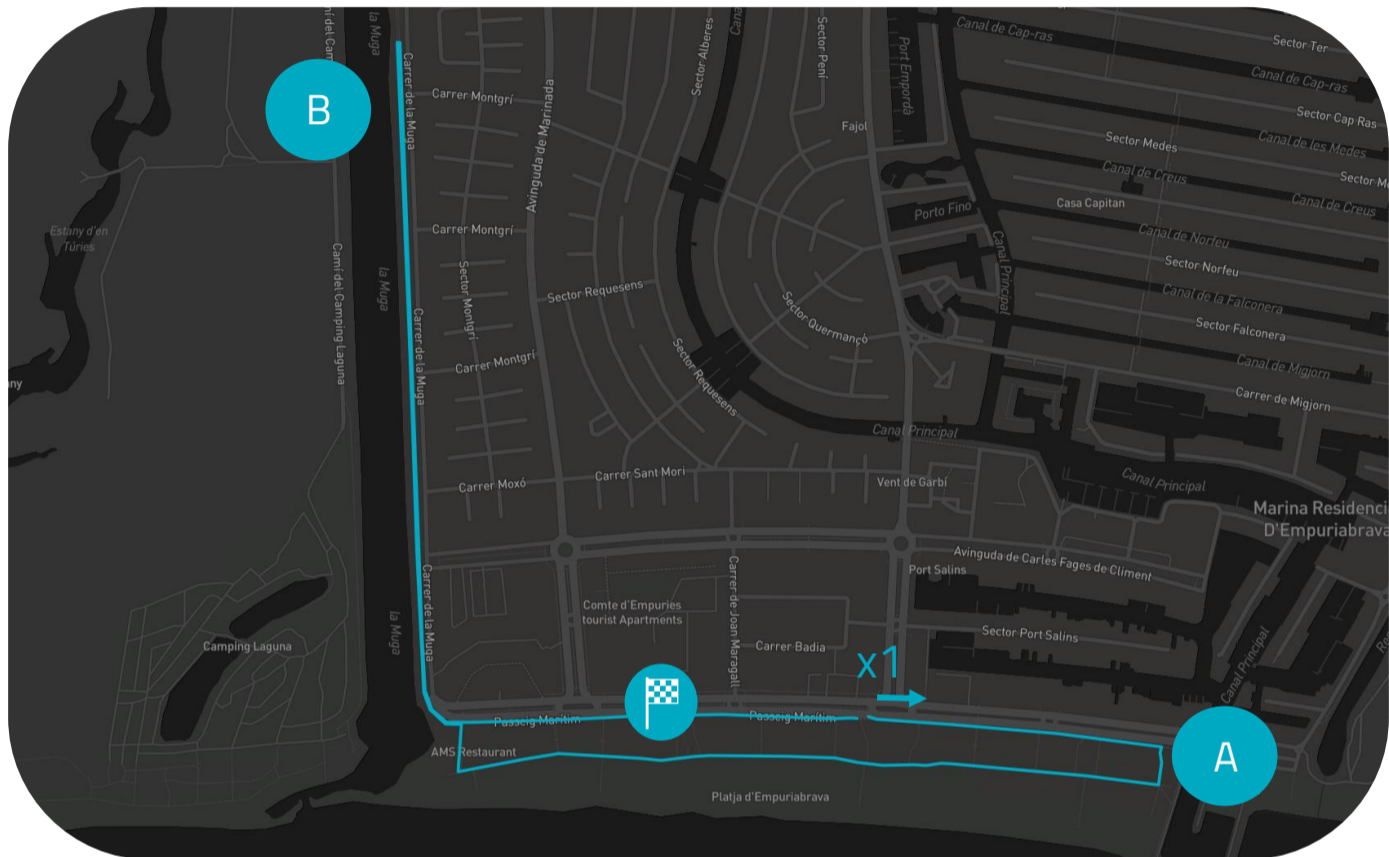 la Muga
Carrer de la Muga
Sector Alberes
Sector Pení
Port Empordà
Canal de Cap-ras
Sector Ter
Canal de Cap-ras
B
Carrer Montgrí
Avinguda de Marinada
Fajol
Sector Cap Ras
Sector Medes
Canal de les Medes
Canal de Creus
Casa Capitan
Canal de Creus
Porto Fino
Estany d'en
Túries
Camí del Camping Laguna
la Muga
Carrer Montgrí
Sector Montgrí
Canal Principal
Canal de Norfeu
Sector Norfeu
Sector Requesens
Sector Quermançó
Canal de la Falconera
Sector Falconera
Carrer de la Muga
Carrer Montgrí
Sector Requesens
Canal de Migjorn
Carrer de Migjorn
any
Canal Principal
Carrer Moxó
Carrer Sant Mori
Vent de Garbí
Canal Principal
Marina Residenci
D'Empuriabrava
Avinguda de Carles Fages de Climent
Port Salins
Carrer de la Muga
la Muga
Comte d'Empuries
tourist Apartments
Carrer de Joan Maragall
Carrer Badia
Sector Port Salins
Canal Principal
Camping Laguna
x1
Passeig Marítim
Passeig Marítim
AMS Restaurant
A
Platja d'Empuriabrava